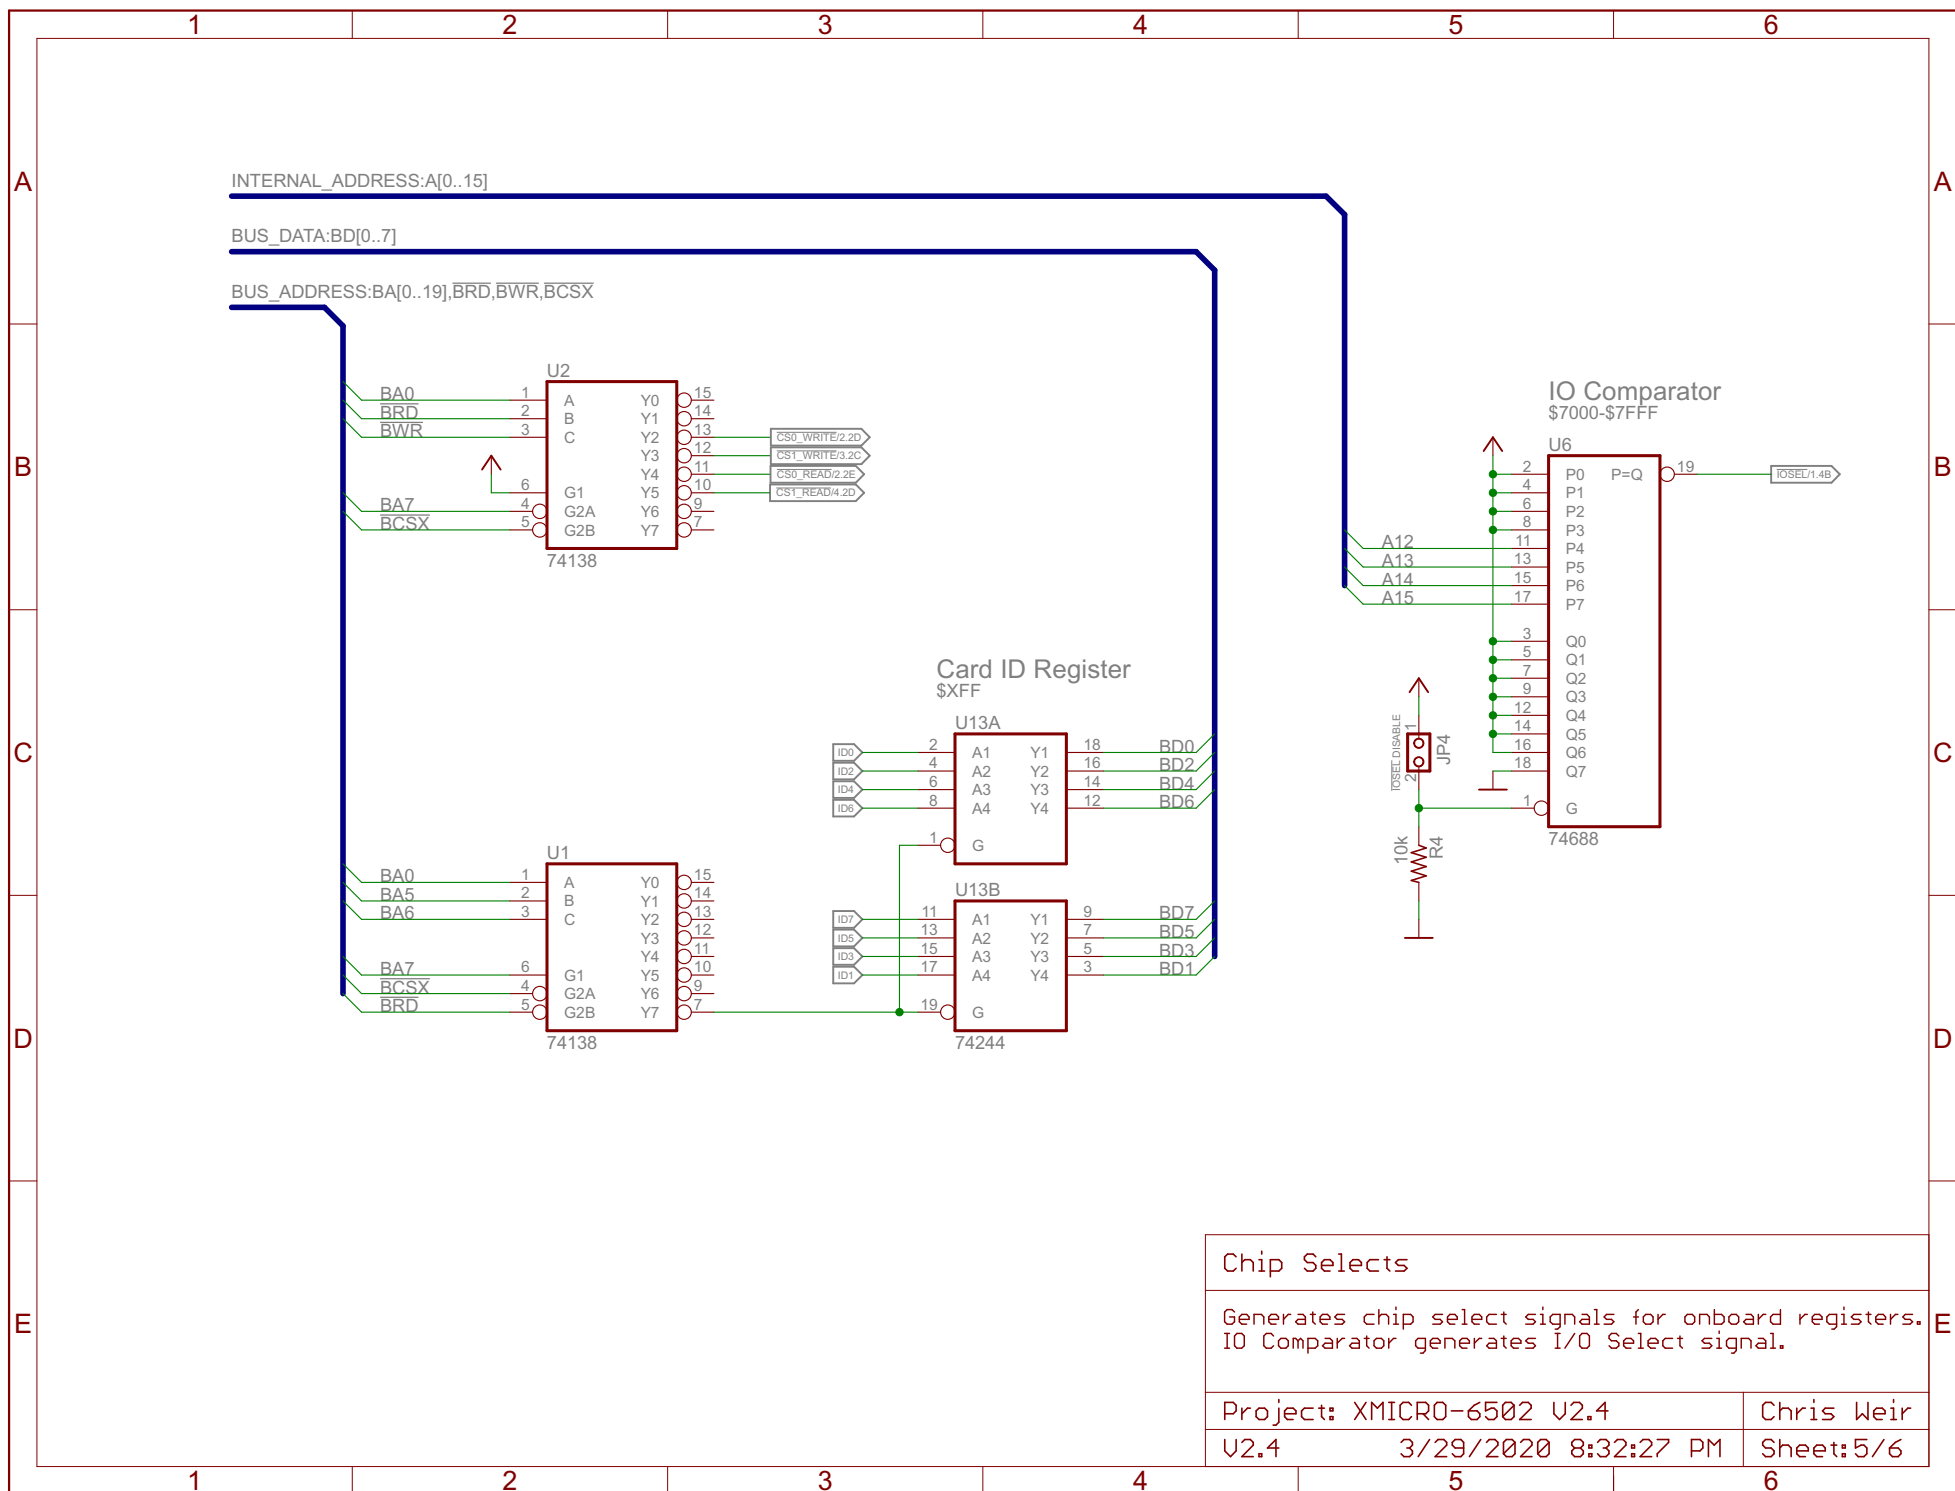 1 2 3 4 5 6
A A
INTERNAL_ADDRESS:A[0..15]
BUS_DATA:BD[0..7]
BUS_ADDRESS:BA[0..19],BRD,BWR,BCSX
B B
U2
BA0 1 A Y0 15
BRD 2 B Y1 14
BWR 3 C Y2 13 CS0_WRITE/2.2D
Y3 12 CS1_WRITE/3.2C
Y4 11 CS0_READ/2.2E
6 G1 Y5 10 CS1_READ/4.2D
BA7 4 G2A Y6 9
BCSX 5 G2B Y7 7
74138
IO Comparator
$7000-$7FFF
U6
2 P0 P=Q 19 IOSEL/1.4B
4 P1
6 P2
8 P3
A12 11 P4
A13 13 P5
A14 15 P6
A15 17 P7
3 Q0
5 Q1
7 Q2
9 Q3
12 Q4
14 Q5
16 Q6
18 Q7
1 G
74688
IOSEL DISABLE
1
2
JP4
10k
R4
C C
Card ID Register
$XFF
U13A
ID0 2 A1 Y1 18 BD0
ID2 4 A2 Y2 16 BD2
ID4 6 A3 Y3 14 BD4
ID6 8 A4 Y4 12 BD6
1 G
U1
BA0 1 A Y0 15
BA5 2 B Y1 14
BA6 3 C Y2 13
Y3 12
Y4 11
BA7 6 G1 Y5 10
BCSX 4 G2A Y6 9
BRD 5 G2B Y7 7
74138
U13B
ID7 11 A1 Y1 9 BD7
ID5 13 A2 Y2 7 BD5
ID3 15 A3 Y3 5 BD3
ID1 17 A4 Y4 3 BD1
19 G
74244
D D
E E
Chip Selects
Generates chip select signals for onboard registers.
IO Comparator generates I/O Select signal.
Project: XMICRO-6502 V2.4 Chris Weir
V2.4 3/29/2020 8:32:27 PM Sheet:5/6
1 2 3 4 5 6